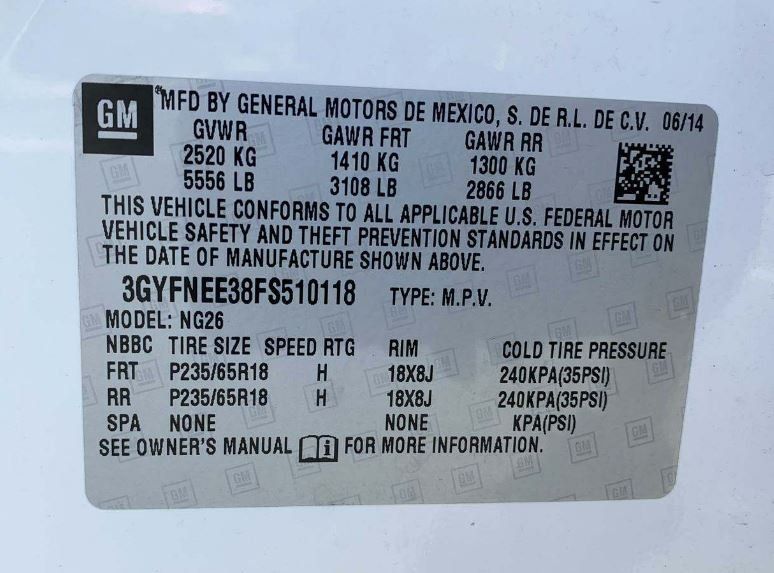 GM MFD BY GENERAL MOTORS DE MEXICO, S. DE R.L. DE C.V. 06/14
GVWR GAWR FRT GAWR RR
2520 KG 1410 KG 1300 KG
5556 LB 3108 LB 2866 LB
THIS VEHICLE CONFORMS TO ALL APPLICABLE U.S. FEDERAL MOTOR
VEHICLE SAFETY AND THEFT PREVENTION STANDARDS IN EFFECT ON
THE DATE OF MANUFACTURE SHOWN ABOVE.
3GYFNEE38FS510118 TYPE: M.P.V.
MODEL: NG26
NBBC TIRE SIZE SPEED RTG RIM COLD TIRE PRESSURE
FRT P235/65R18 H 18X8J 240KPA(35PSI)
RR P235/65R18 H 18X8J 240KPA(35PSI)
SPA NONE NONE KPA(PSI)
SEE OWNER'S MANUAL i FOR MORE INFORMATION.